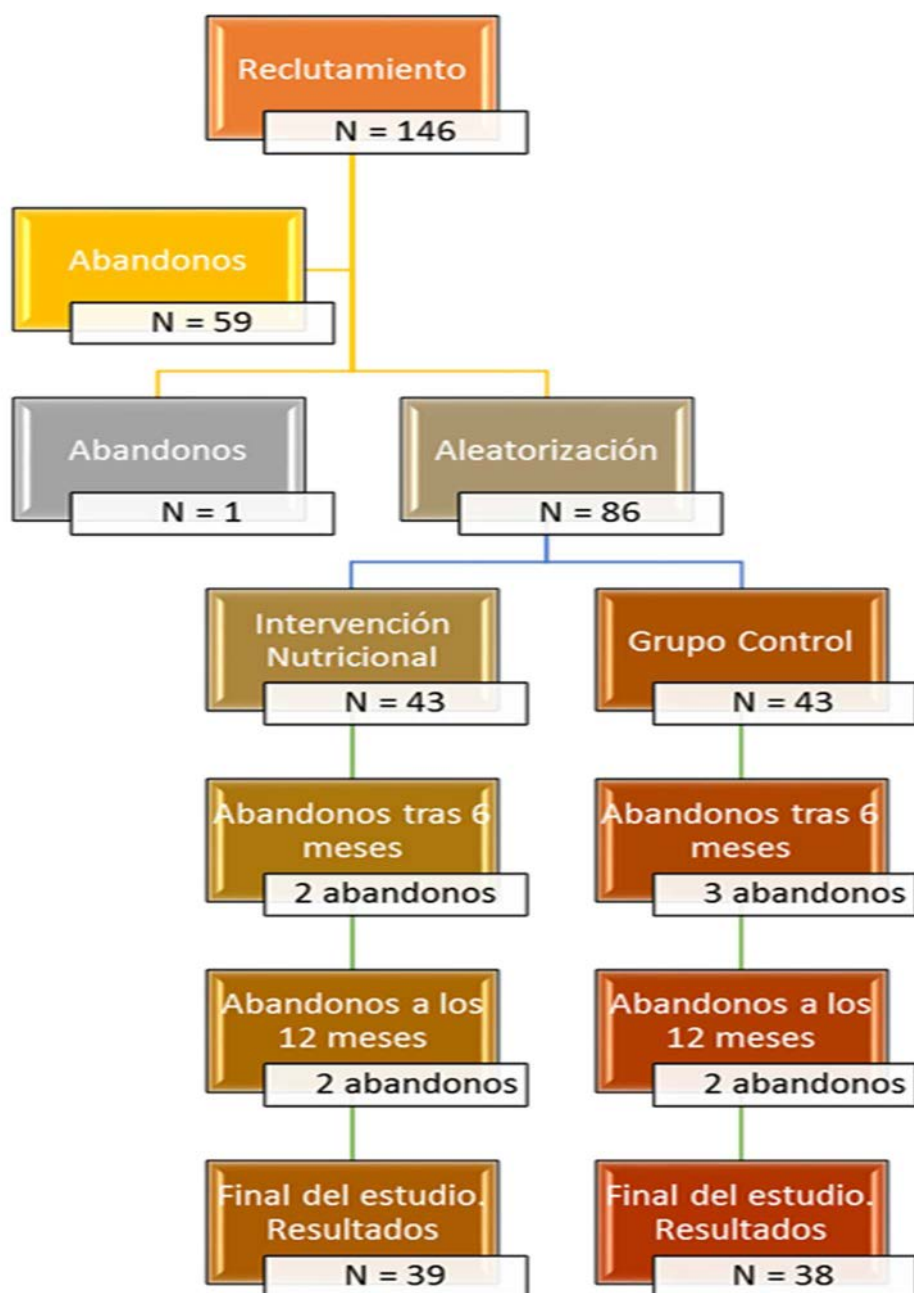 Reclutamiento
N = 146
Abandonos
N = 59
Abandonos
N = 1
Aleatorización
N = 86
Intervención
Nutricional
N = 43
Grupo Control
N = 43
Abandonos tras 6
meses
2 abandonos
Abandonos tras 6
meses
3 abandonos
Abandonos a los
12 meses
2 abandonos
Abandonos a los
12 meses
2 abandonos
Final del estudio.
Resultados
N = 39
Final del estudio.
Resultados
N = 38